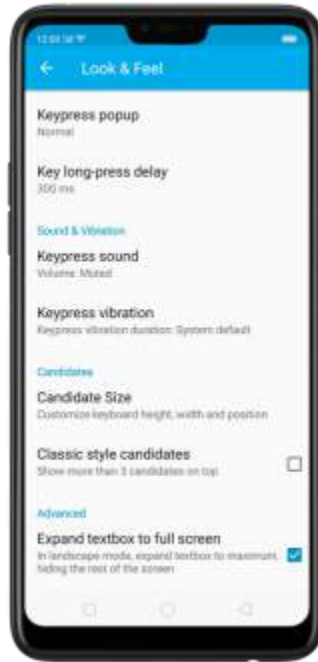 Look & Feel
Keypress popup
Normal
Key long-press delay
300 ms
Sound & Vibration
Keypress sound
Volume: Muted
Keypress vibration
Keypress vibration duration: System default
Candidates
Candidate Size
Customize keyboard height, width and position
Classic style candidates
Show more than 3 candidates on top
Advanced
Expand textbox to full screen
In landscape mode, expand textbox to maximum,
hiding the rest of the screen